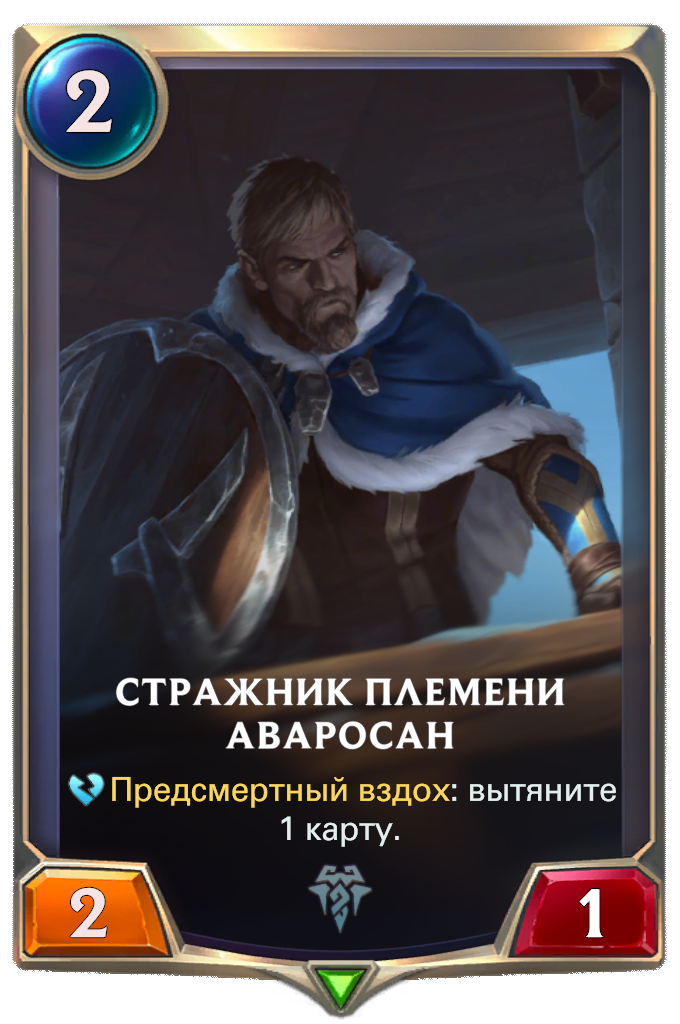 2
СТРАЖНИК ПЛЕМЕНИ
АВАРОСАН
Предсмертный вздох: вытяните
1 карту.
2
1